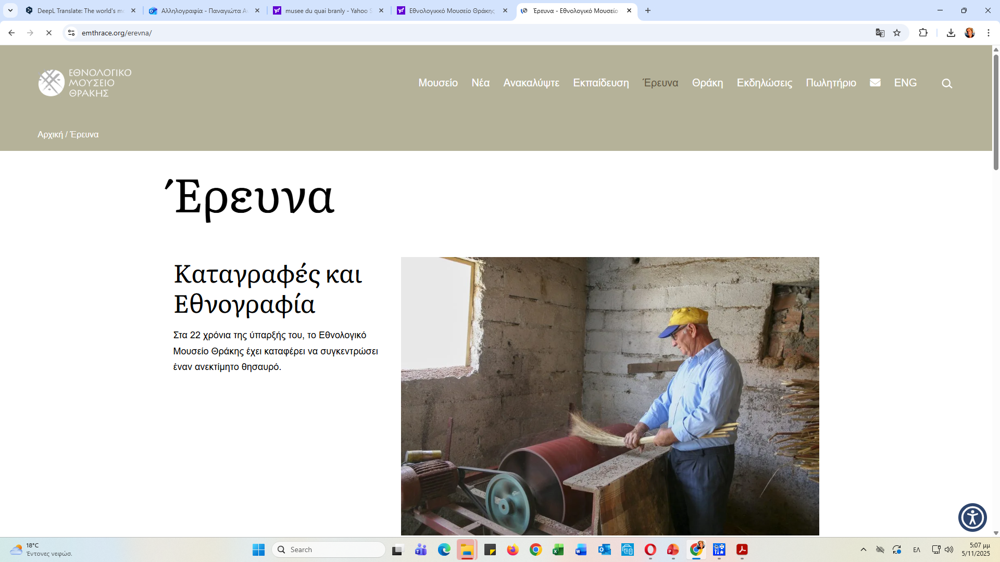 DeepL Translate: The world's m
Αλληλογραφία - Παναγιώτα Αν
musee du quai branly - Yahoo S
Εθνολογικκό Μουσείο Θράκης
Έρευνα - Εθνολογικό Μουσείο
emthrace.org/erevna/
ΕΘΝΟΛΟΓΙΚΟ
ΜΟΥΣΕΙΟ
ΘΡΑΚΗΣ
Μουσείο Νέα Ανακαλύψτε Εκπαίδευση Έρευνα Θράκη Εκδηλώσεις Πωλητήριο ENG
Αρχική / Έρευνα
Έρευνα
Καταγραφές και
Εθνογραφία
Στα 22 χρόνια της ύπαρξής του, το Εθνολογικό
Μουσείο Θράκης έχει καταφέρει να συγκεντρώσει
έναν ανεκτίμητο θησαυρό.
18°C
Έντονες νεφώσ.
Search
ΕΛ
5:07 μμ
5/11/2025